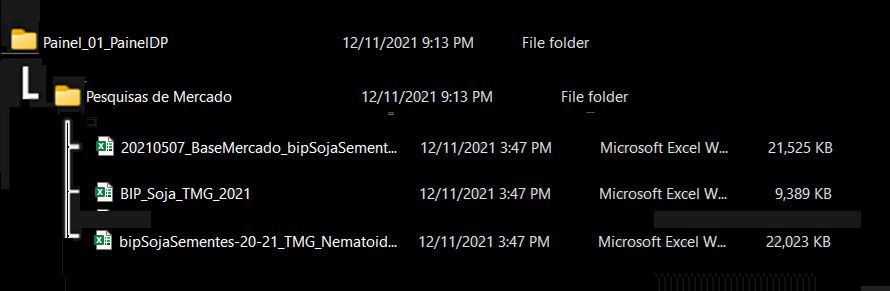 Painel_01_PainelDP 12/11/2021 9:13 PM File folder
Pesquisas de Mercado 12/11/2021 9:13 PM File folder
20210507_BaseMercado_bipSojaSement... 12/11/2021 3:47 PM Microsoft Excel W... 21,525 KB
BIP_Soja_TMG_2021 12/11/2021 3:47 PM Microsoft Excel W... 9,389 KB
bipSojaSementes-20-21_TMG_Nematoid... 12/11/2021 3:47 PM Microsoft Excel W... 22,023 KB